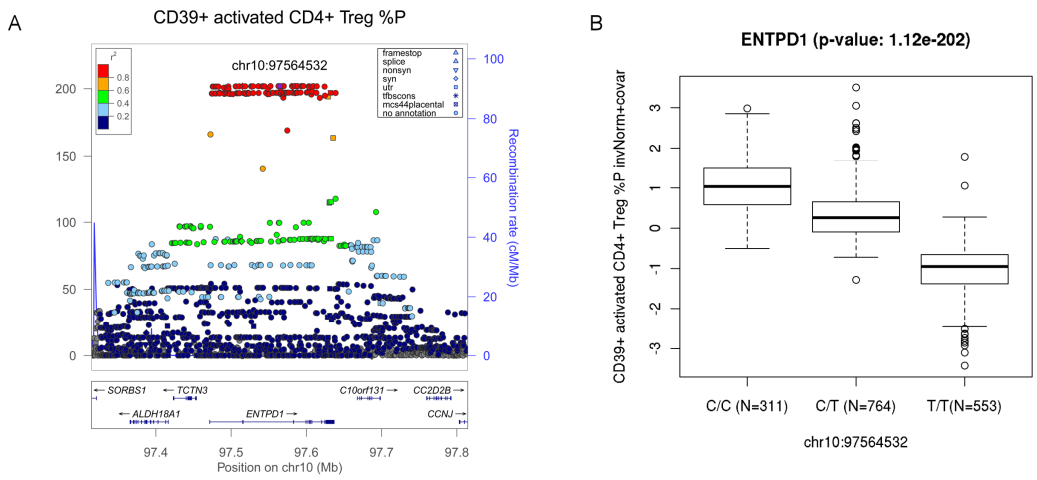 A
CD39+ activated CD4+ Treg %P
r²
0.8
0.6
0.4
0.2
chr10:97564532
framestop
splice
nonsyn
syn
utr
tfbscons
mcs44placental
no annotation
200
150
100
50
0
100
80
60
40
20
0
Recombination rate (cM/Mb)
SORBS1
TCTN3
C10orf131
CC2D2B
ALDH18A1
ENTPD1
CCNJ
97.4
97.5
97.6
97.7
97.8
Position on chr10 (Mb)
B
ENTPD1 (p-value: 1.12e-202)
CD39+ activated CD4+ Treg %P invNorm+covar
3
2
1
0
-1
-2
-3
C/C (N=311)
C/T (N=764)
T/T(N=553)
chr10:97564532